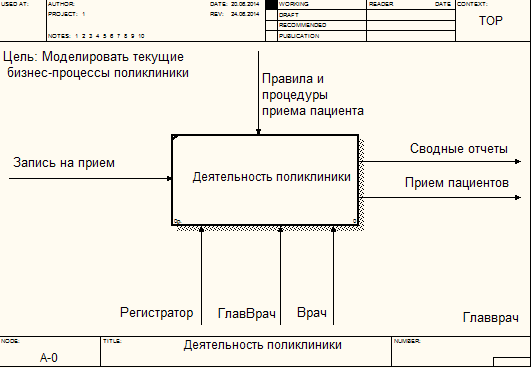 USED AT:
AUTHOR:
DATE: 20.06.2014
WORKING
READER
DATE
CONTEXT:
PROJECT: 1
REV: 24.06.2014
DRAFT
RECOMMENDED
TOP
NOTES: 1 2 3 4 5 6 7 8 9 10
PUBLICATION
Цель: Моделировать текущие
бизнес-процессы поликлиники
Правила и
процедуры
приема пациента
Запись на прием
Деятельность поликлиники
0р.
0
Сводные отчеты
Прием пациентов
Регистратор
ГлавВрач
Врач
Главврач
NODE:
TITLE:
Деятельность поликлиники
NUMBER:
A-0